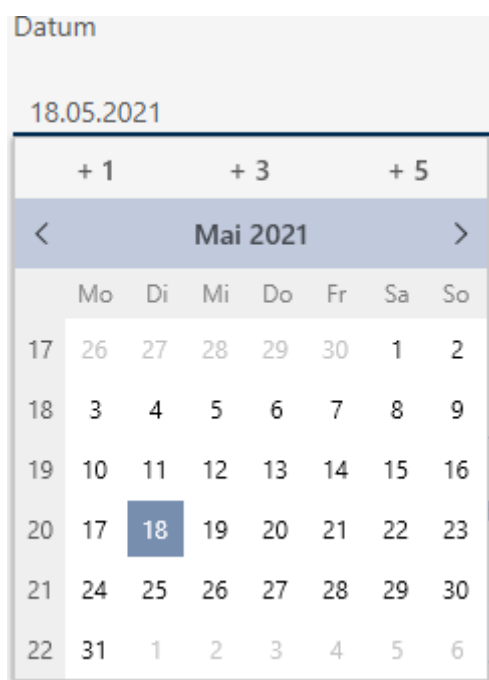 Datum
18.05.2021
+ 1 + 3 + 5
< Mai 2021 >
Mo Di Mi Do Fr Sa So
17 26 27 28 29 30 1 2
18 3 4 5 6 7 8 9
19 10 11 12 13 14 15 16
20 17 18 19 20 21 22 23
21 24 25 26 27 28 29 30
22 31 1 2 3 4 5 6